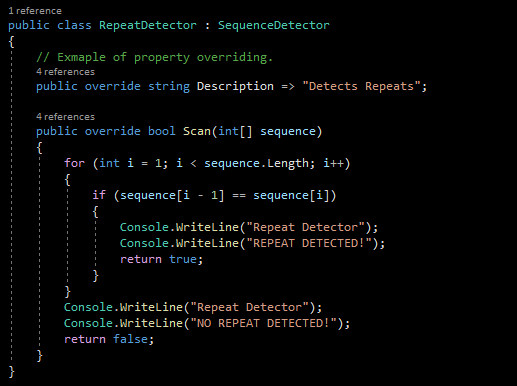 1 reference
public class RepeatDetector : SequenceDetector
{
// Exmaple of property overriding.
4 references
public override string Description => "Detects Repeats";
4 references
public override bool Scan(int[] sequence)
{
for (int i = 1; i < sequence.Length; i++)
{
if (sequence[i - 1] == sequence[i])
{
Console.WriteLine("Repeat Detector");
Console.WriteLine("REPEAT DETECTED!");
return true;
}
}
Console.WriteLine("Repeat Detector");
Console.WriteLine("NO REPEAT DETECTED!");
return false;
}
}